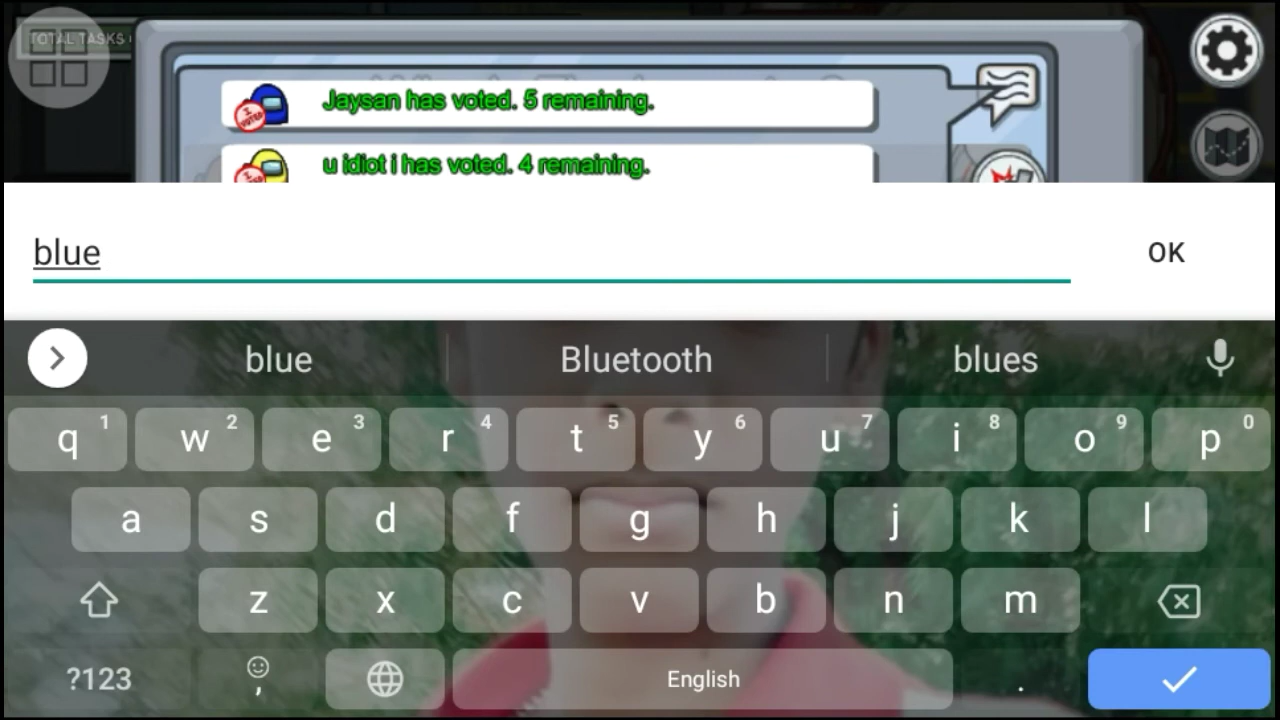 TOTAL TASKS
Jaysan has voted. 5 remaining.
u idiot i has voted. 4 remaining.
blue
OK
blue Bluetooth blues
q 1 w 2 e 3 r 4 t 5 y 6 u 7 i 8 o 9 p 0
a s d f g h j k l
z x c v b n m
?123 , English .